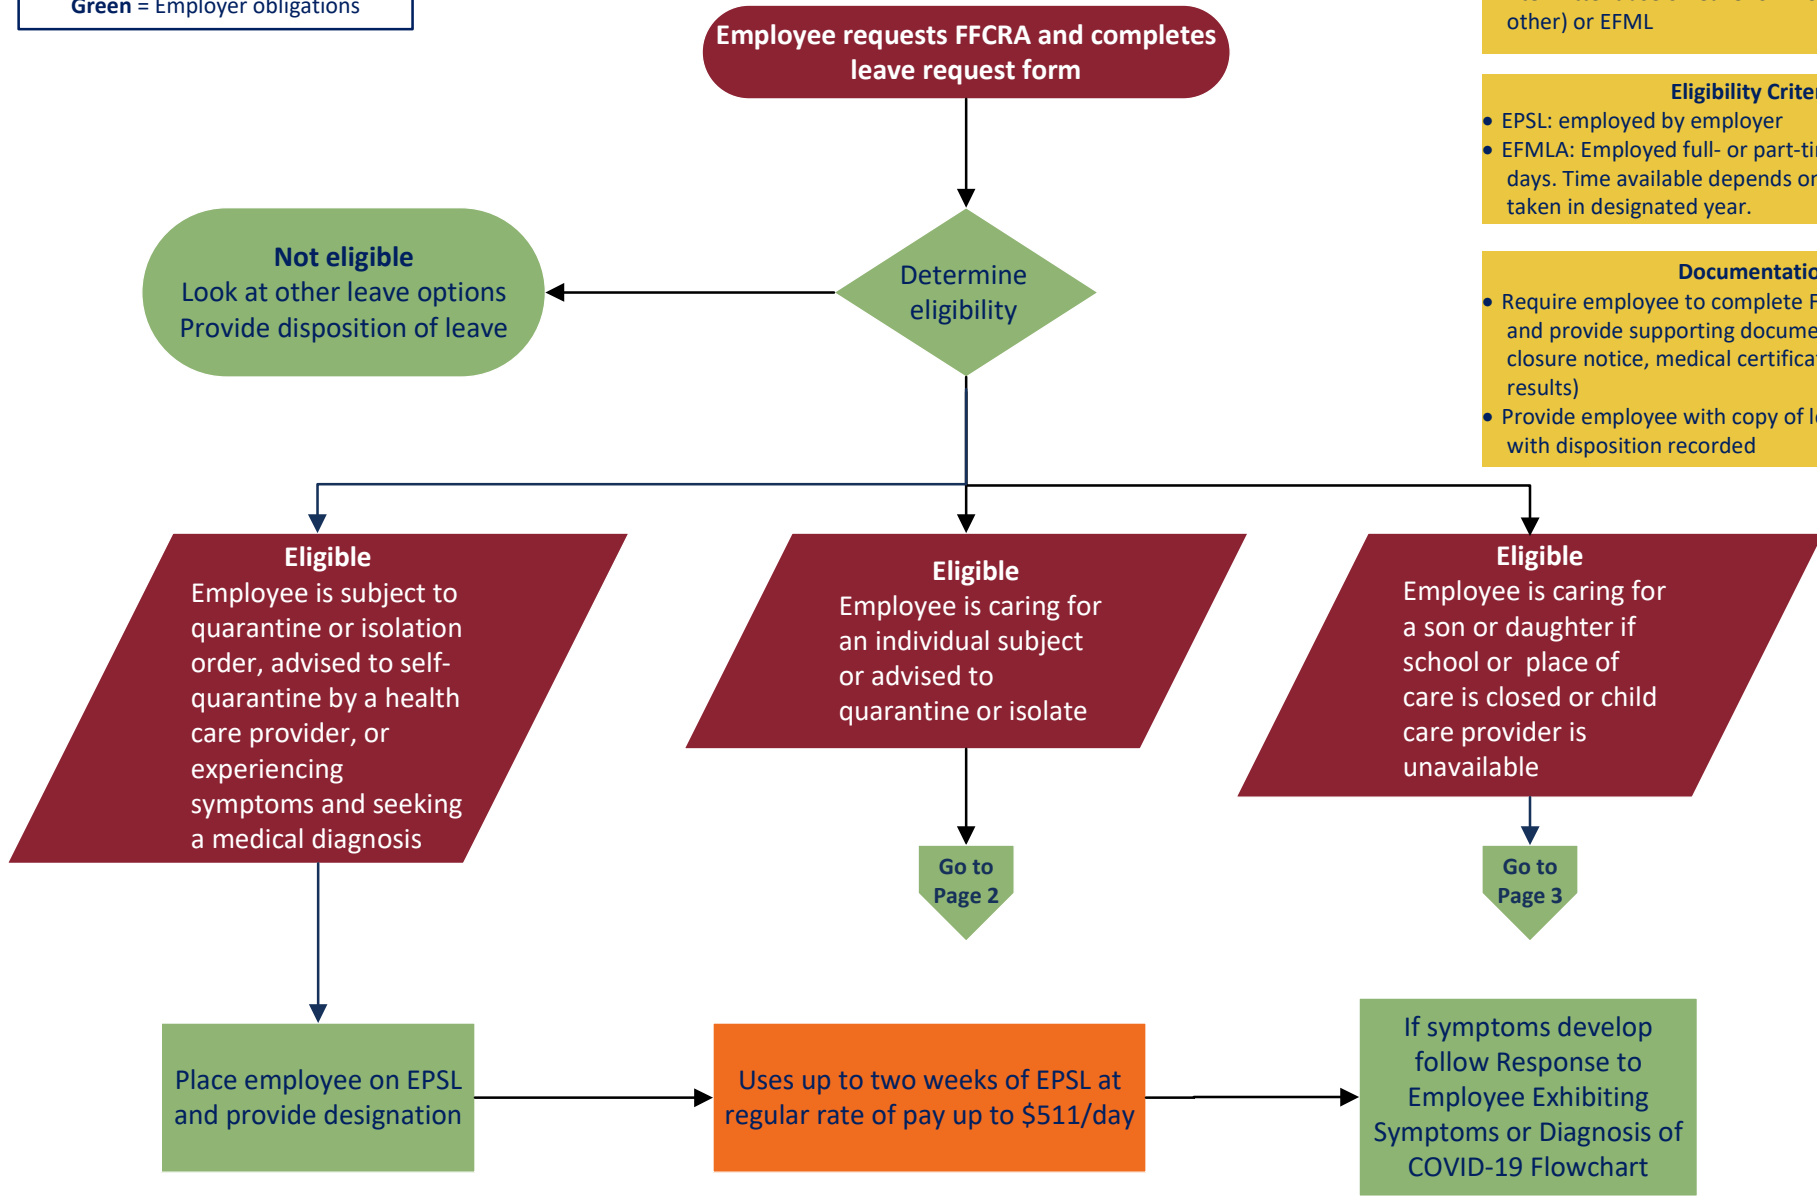 Green = Employer obligations
other) or EFML
Employee requests FFCRA and completes
leave request form
Eligibility
• EPSL: employed by employer
• EFMLA: Employed full- or
days. Time available depends
taken in designated year.
Not eligible
Look at other leave options
Provide disposition of leave
Determine
eligibility
• Require employee to complete
and provide supporting
closure notice, medical
results)
• Provide employee with copy of
with disposition recorded
Eligible
Employee is subject to
quarantine or isolation
order, advised to self-
quarantine by a health
care provider, or
experiencing
symptoms and seeking
a medical diagnosis
Eligible
Employee is caring for
an individual subject
or advised to
quarantine or isolate
Eligible
Employee is caring for
a son or daughter if
school or place of
care is closed or child
care provider is
unavailable
Go to
Page 2
Go to
Page 3
Place employee on EPSL
and provide designation
Uses up to two weeks of EPSL at
regular rate of pay up to $511/day
If symptoms develop
follow Response to
Employee Exhibiting
Symptoms or Diagnosis of
COVID-19 Flowchart